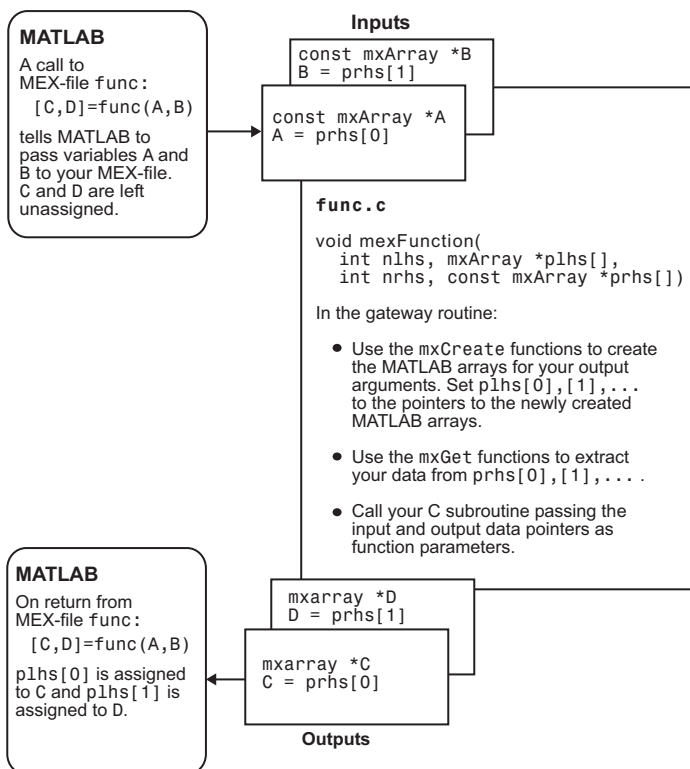 MATLAB
A call to
MEX-file func:
[C,D]=func(A,B)
tells MATLAB to
pass variables A and
B to your MEX-file.
C and D are left
unassigned.
Inputs
const mxArray *B
B = prhs[1]
const mxArray *A
A = prhs[0]
func.c
void mexFunction(
int nlhs, mxArray *plhs[],
int nrhs, const mxArray *prhs[])
In the gateway routine:
• Use the mxCreate functions to create
the MATLAB arrays for your output
arguments. Set plhs[0],[1],...
to the pointers to the newly created
MATLAB arrays.
• Use the mxGet functions to extract
your data from prhs[0],[1],... .
• Call your C subroutine passing the
input and output data pointers as
function parameters.
MATLAB
On return from
MEX-file func:
[C,D]=func(A,B)
plhs[0] is assigned
to C and plhs[1] is
assigned to D.
mxarray *D
D = prhs[1]
mxarray *C
C = prhs[0]
Outputs